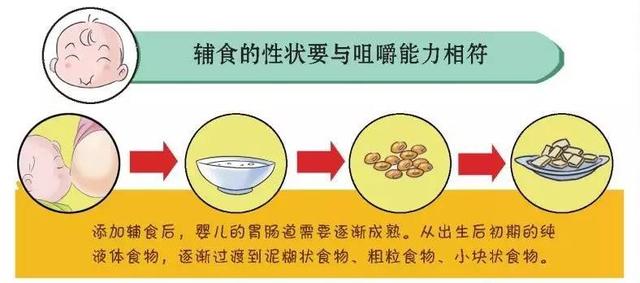 辅食的性状要与咀嚼能力相符
添加辅食后，婴儿的胃肠道需要逐渐成熟。从出生后初期的纯
液体食物，逐渐过渡到泥糊状食物、粗粒食物、小块状食物。